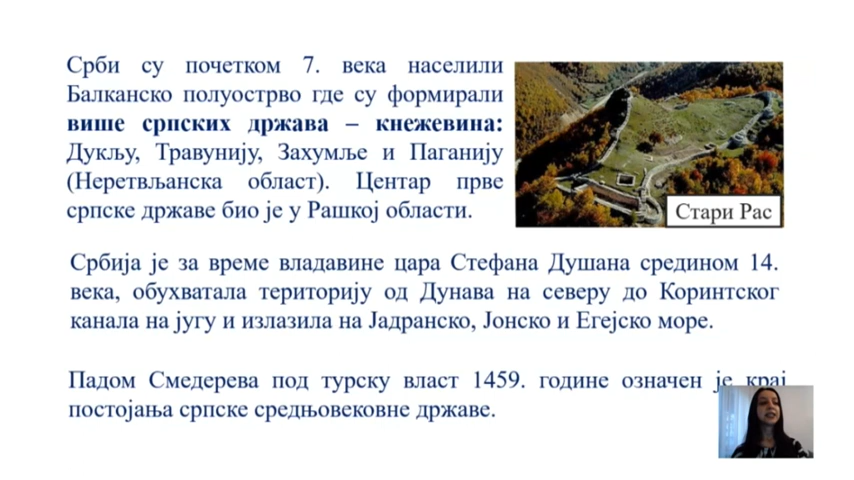 Срби су почетком 7. века населили
Балканско полуострво где су формирали
више српских држава – кнежевина:
Дукљу, Травунију, Захумље и Паганију
(Неретвљанска област). Центар прве
српске државе био је у Рашкој области.
Стари Рас
Србија је за време владавине цара Стефана Душана средином 14.
века, обухватала територију од Дунава на северу до Коринтског
канала на југу и излазила на Јадранско, Јонско и Егејско море.
Падом Смедерева под турску власт 1459. године означен је крај
постојања српске средњовековне државе.